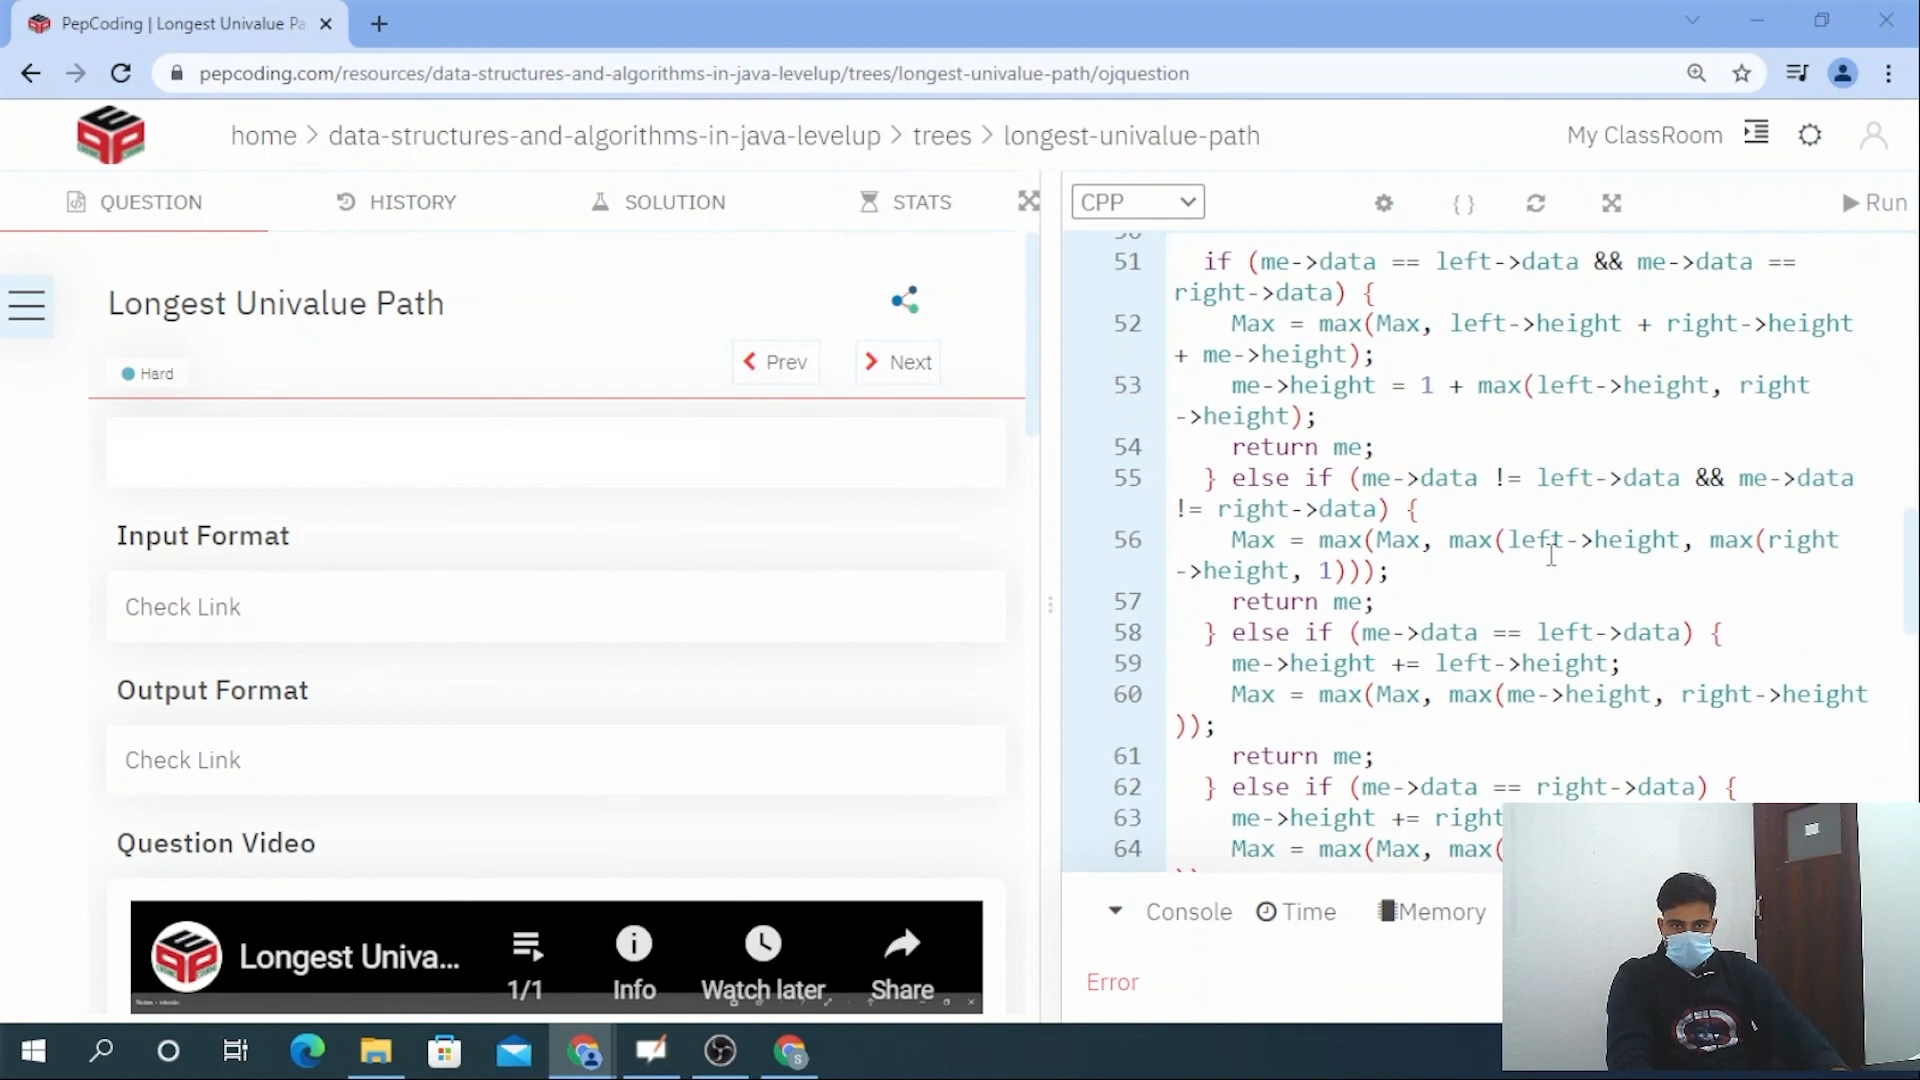 PepCoding | Longest Univalue Pa
pepcoding.com/resources/data-structures-and-algorithms-in-java-levelup/trees/longest-univalue-path/ojquestion
home > data-structures-and-algorithms-in-java-levelup > trees > longest-univalue-path
My ClassRoom
QUESTION HISTORY SOLUTION STATS
CPP { } Run
Longest Univalue Path
Hard
Prev Next
Input Format
Check Link
Output Format
Check Link
Question Video
Longest Univa...
1/1 Info Watch later Share
51 if (me->data == left->data && me->data ==
right->data) {
52 Max = max(Max, left->height + right->height
+ me->height);
53 me->height = 1 + max(left->height, right
->height);
54 return me;
55 } else if (me->data != left->data && me->data
!= right->data) {
56 Max = max(Max, max(left->height, max(right
->height, 1)));
57 return me;
58 } else if (me->data == left->data) {
59 me->height += left->height;
60 Max = max(Max, max(me->height, right->height
));
61 return me;
62 } else if (me->data == right->data) {
63 me->height += right
64 Max = max(Max, max(
Console Time Memory
Error